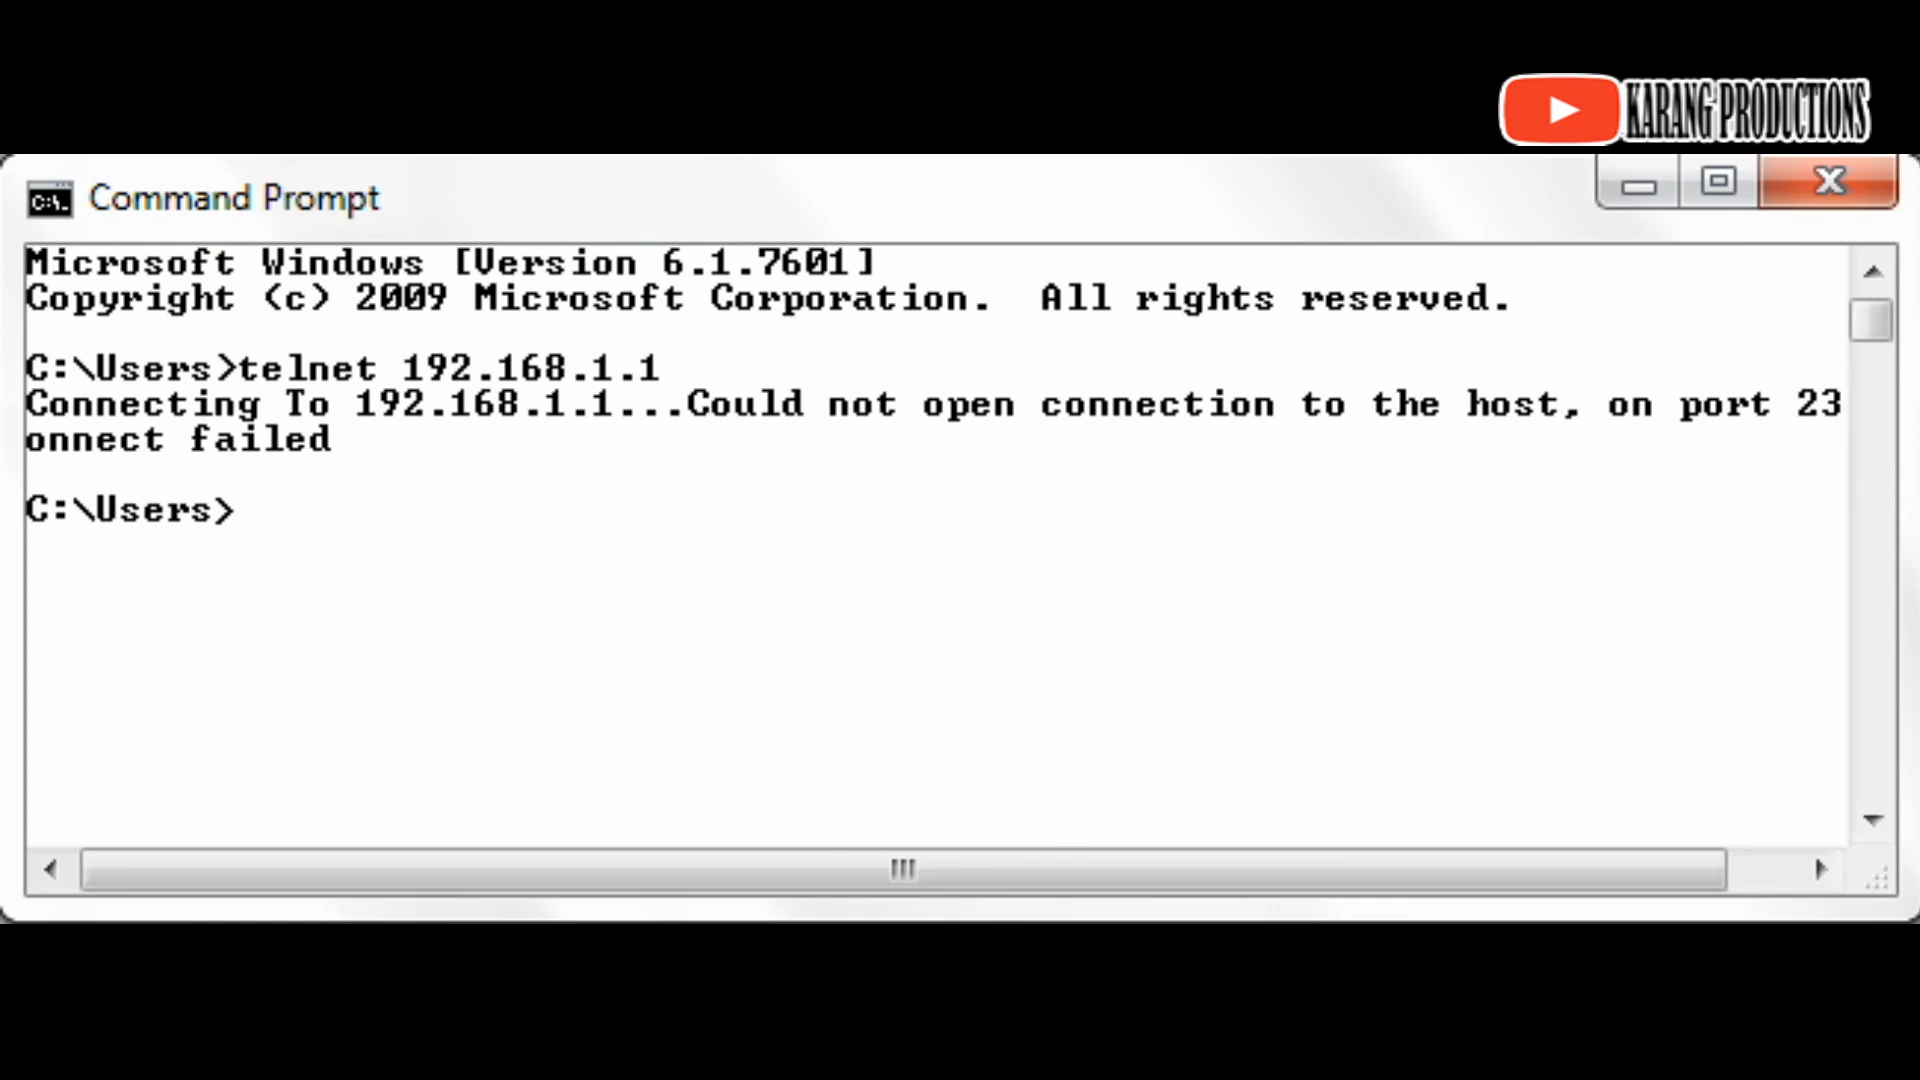 KARANG PRODUCTIONS
C:\.
Command Prompt
Microsoft Windows [Version 6.1.7601]
Copyright (c) 2009 Microsoft Corporation.  All rights reserved.
C:\Users>telnet 192.168.1.1
Connecting To 192.168.1.1...Could not open connection to the host, on port 23
onnect failed
C:\Users>